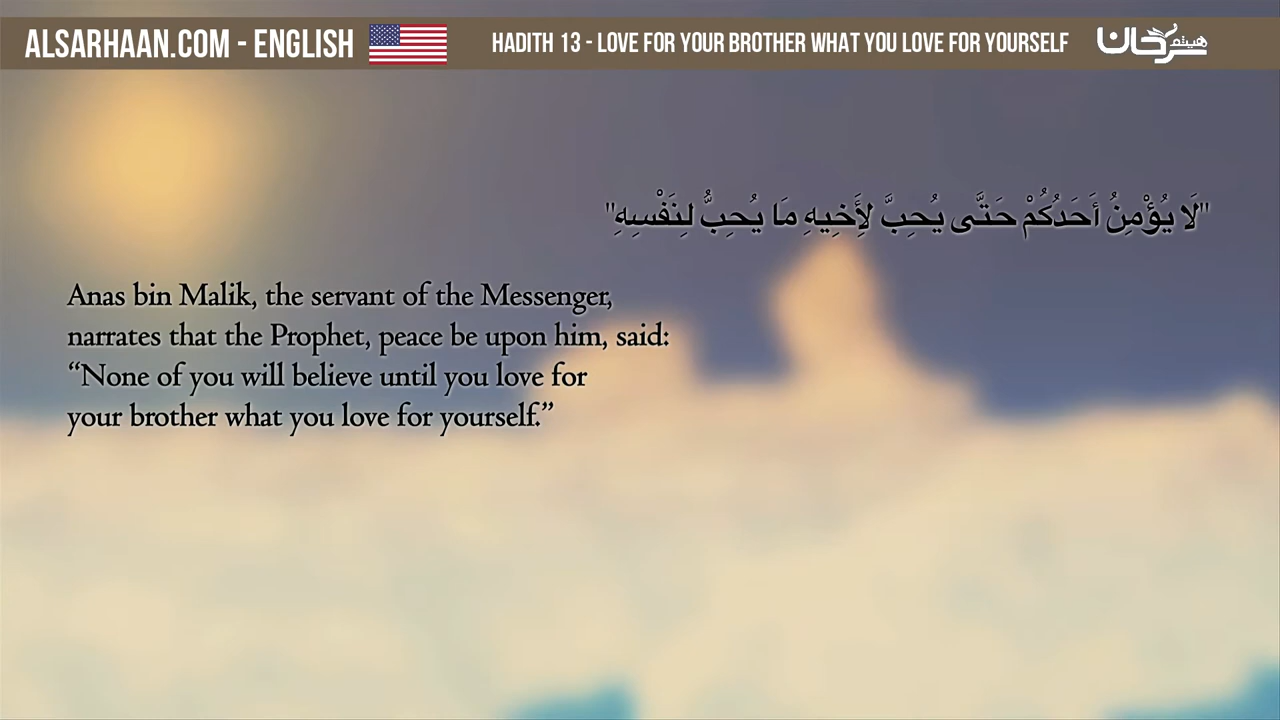 ALSARHAAN.COM - ENGLISH
HADITH 13 - LOVE FOR YOUR BROTHER WHAT YOU LOVE FOR YOURSELF
هيثم سرحان
"لَا يُؤْمِنُ أَحَدُكُمْ حَتَّى يُحِبَّ لِأَخِيهِ مَا يُحِبُّ لِنَفْسِهِ"
Anas bin Malik, the servant of the Messenger,
narrates that the Prophet, peace be upon him, said:
“None of you will believe until you love for
your brother what you love for yourself.”